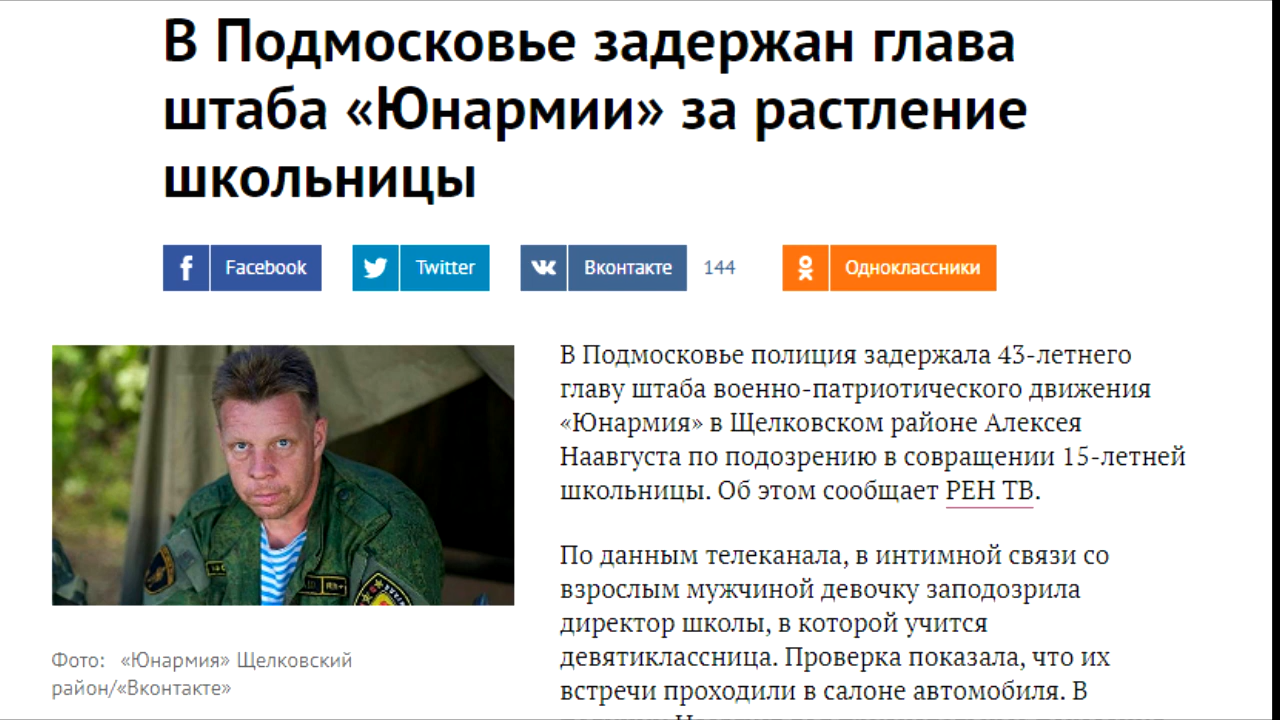 В Подмосковье задержан глава
штаба «Юнармии» за растление
школьницы
Facebook
Twitter
Вконтакте
144
Одноклассники
В Подмосковье полиция задержала 43-летнего
главу штаба военно-патриотического движения
«Юнармия» в Щелковском районе Алексея
Наавгуста по подозрению в совращении 15-летней
школьницы. Об этом сообщает РЕН ТВ.
По данным телеканала, в интимной связи со
взрослым мужчиной девочку заподозрила
директор школы, в которой учится
девятиклассница. Проверка показала, что их
встречи проходили в салоне автомобиля. В
Фото: «Юнармия» Щелковский
район/«Вконтакте»